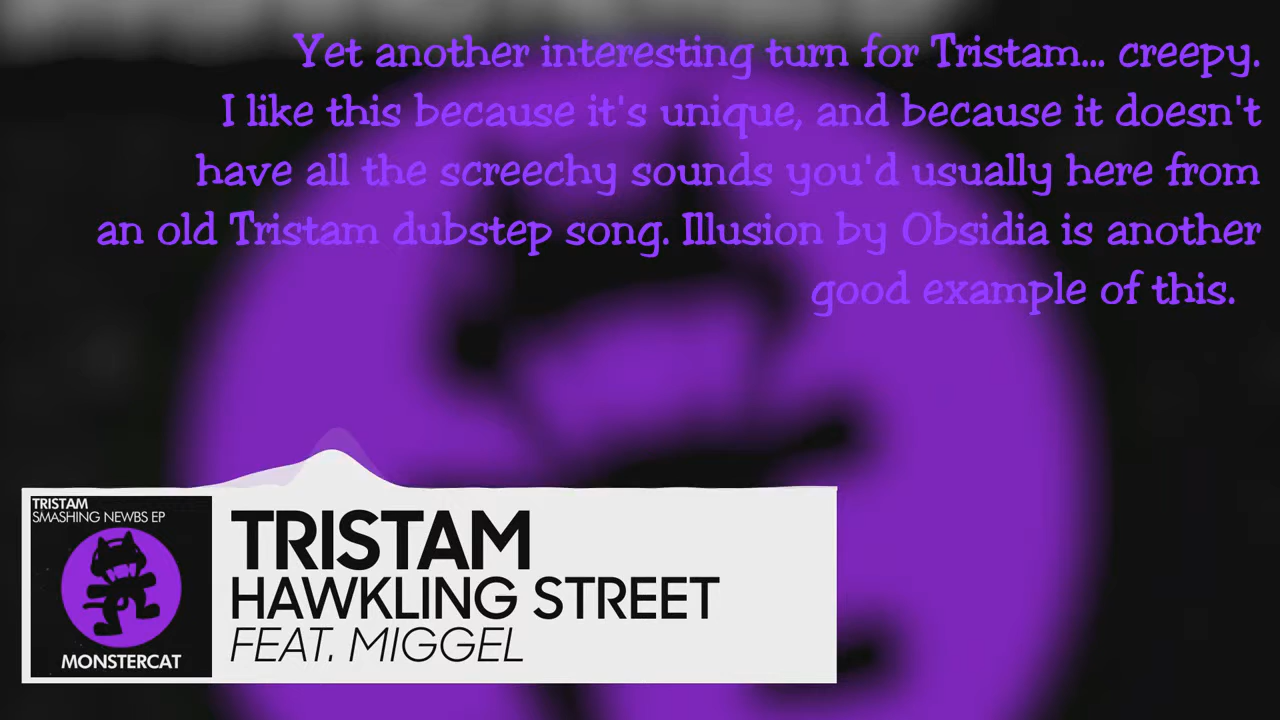 Yet another interesting turn for Tristam... creepy.
I like this because it's unique, and because it doesn't
have all the screechy sounds you'd usually here from
an old Tristam dubstep song. Illusion by Obsidia is another
good example of this.
TRISTAM
SMASHING NEWBS EP
MONSTERCAT
TRISTAM
HAWKLING STREET
FEAT. MIGGEL